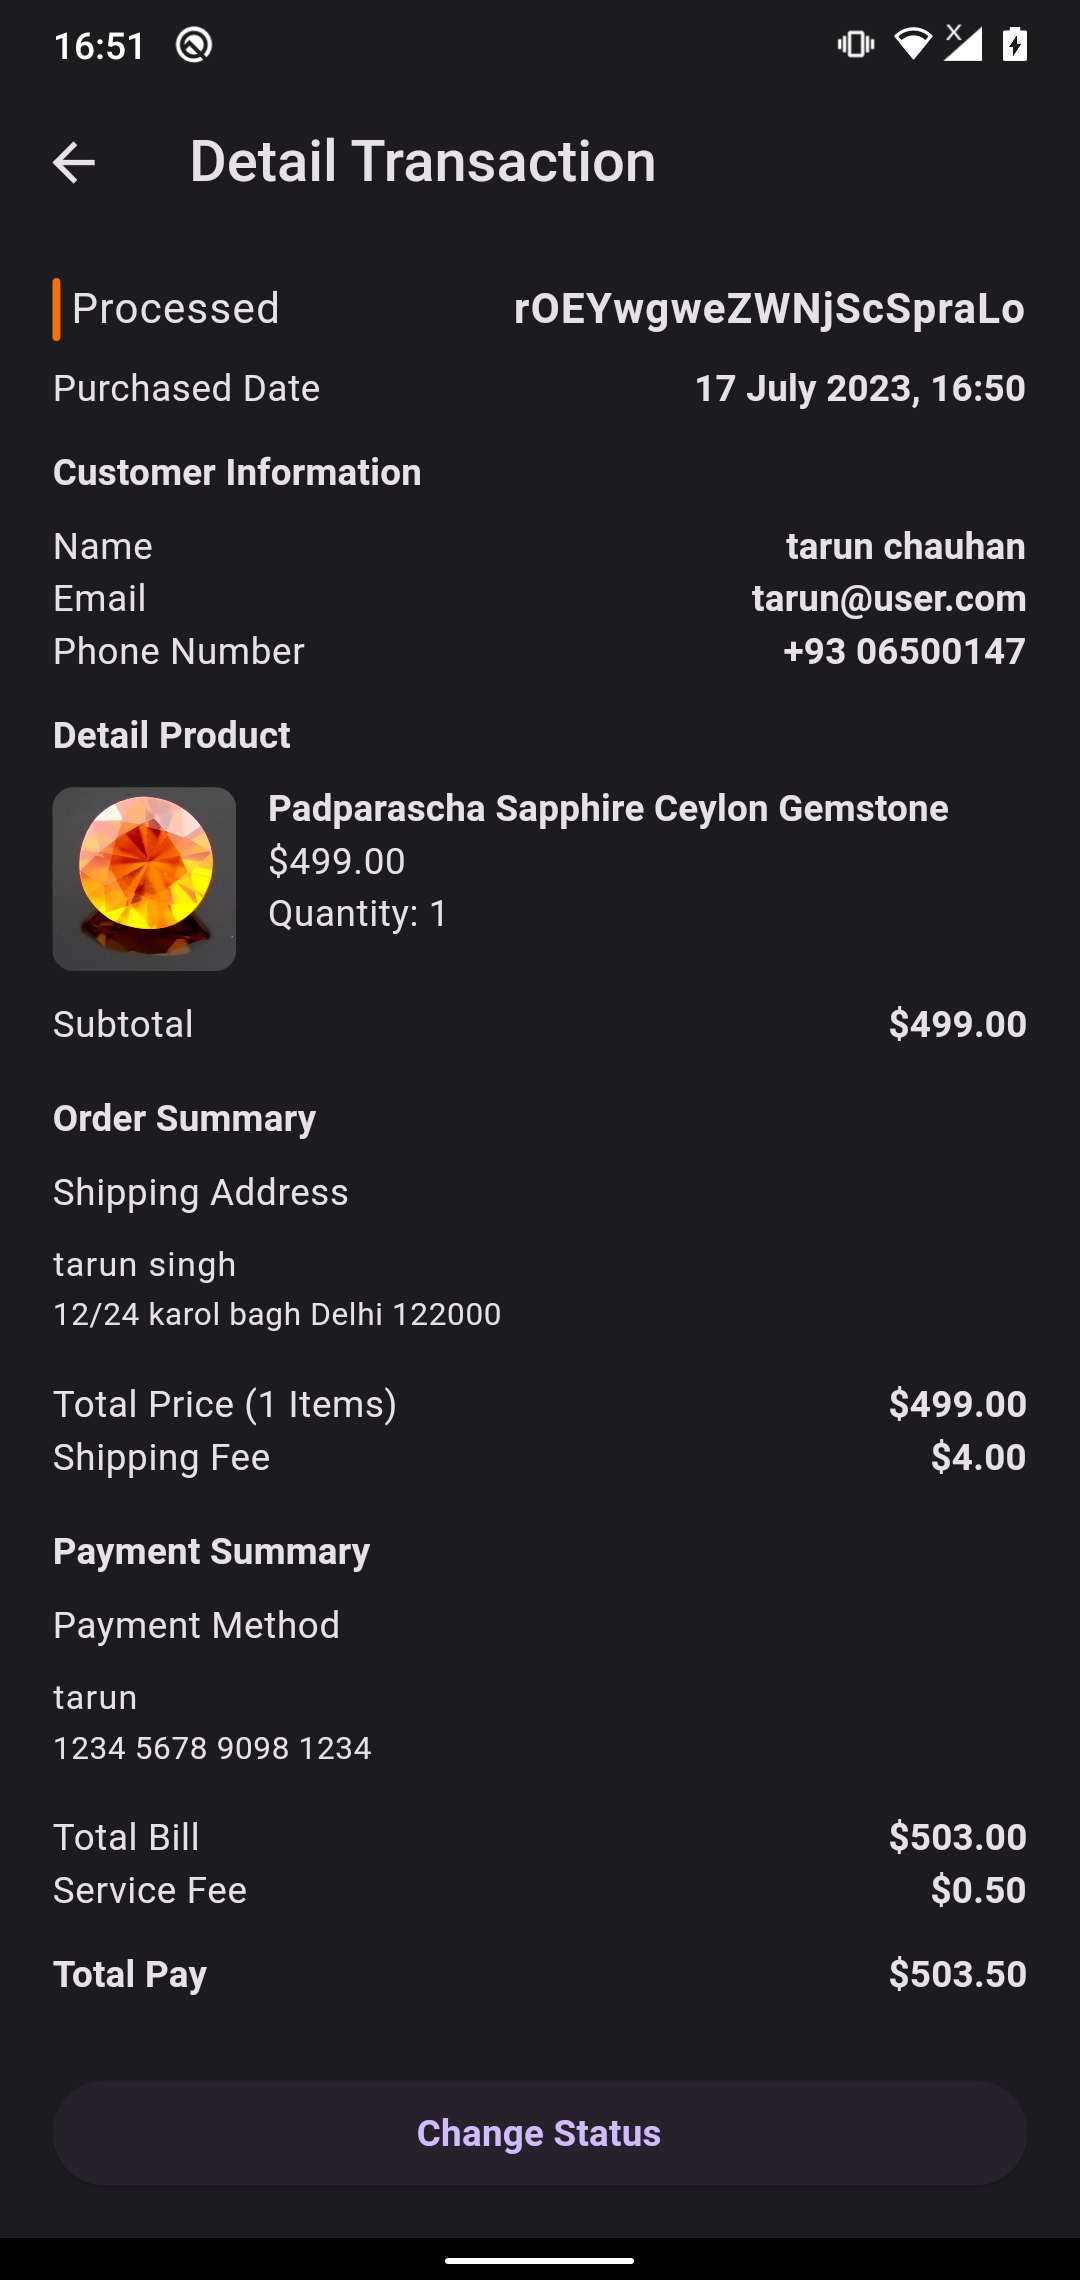 16:51
Detail Transaction
Processed rOEYwgweZWNjScSpraLo
Purchased Date 17 July 2023, 16:50
Customer Information
Name tarun chauhan
Email tarun@user.com
Phone Number +93 06500147
Detail Product
Padparascha Sapphire Ceylon Gemstone
$499.00
Quantity: 1
Subtotal $499.00
Order Summary
Shipping Address
tarun singh
12/24 karol bagh Delhi 122000
Total Price (1 Items) $499.00
Shipping Fee $4.00
Payment Summary
Payment Method
tarun
1234 5678 9098 1234
Total Bill $503.00
Service Fee $0.50
Total Pay $503.50
Change Status